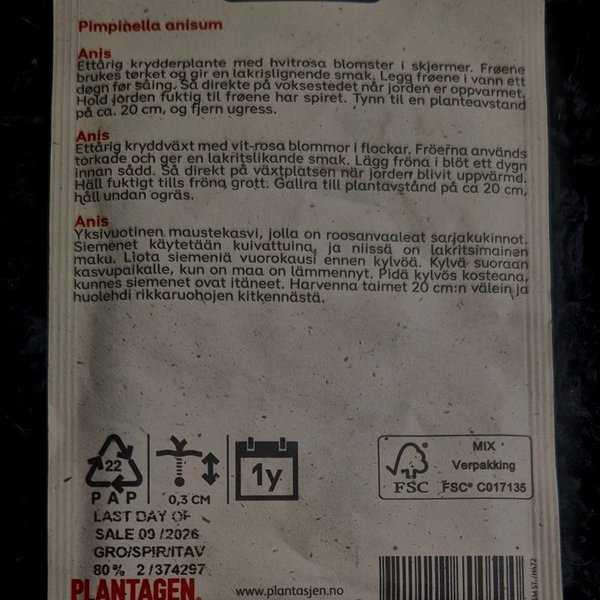 Pimpinella anisum
Anis
Ettårig krydderplante med hvitrosa blomster i skjermer. Frøene
brukes tørket og gir en lakrislignende smak. Legg frøene i vann ett
døgn før såing. Så direkte på voksestedet når jorden er oppvarmet.
Hold jorden fuktig til frøene har spiret. Tynn til en planteavstand
på ca. 20 cm, og fjern ugress.
Anis
Ettårig kryddväxt med vit-rosa blommor i flockar. Fröerna används
torkade och ger en lakritslikande smak. Lägg fröna i blöt ett dygn
innan sådd. Så direkt på växtplatsen när jorden blivit uppvärmd.
Håll fuktigt tills fröna grott. Gallra till plantavstånd på ca 20 cm,
håll undan ogräs.
Anis
Yksivuotinen maustekasvi, jolla on roosanvaaleat sarjakukinnot.
Siemenet käytetään kuivattuina, ja niissä on lakritsimainen
maku. Liota siemeniä vuorokausi ennen kylvöä. Kylvä suoraan
kasvupaikalle, kun on maa on lämmennyt. Pidä kylvös kosteana,
kunnes siemenet ovat itäneet. Harvenna taimet 20 cm:n välein ja
huolehdi rikkaruohojen kitkennästä.
22
PAP
0,3 CM
1y
FSC
MIX
Verpakking
FSC® C017135
LAST DAY OF
SALE 09/2026
GRO/SPIR/ITAV
80% 2/374297
PLANTAGEN®
www.plantasjen.no